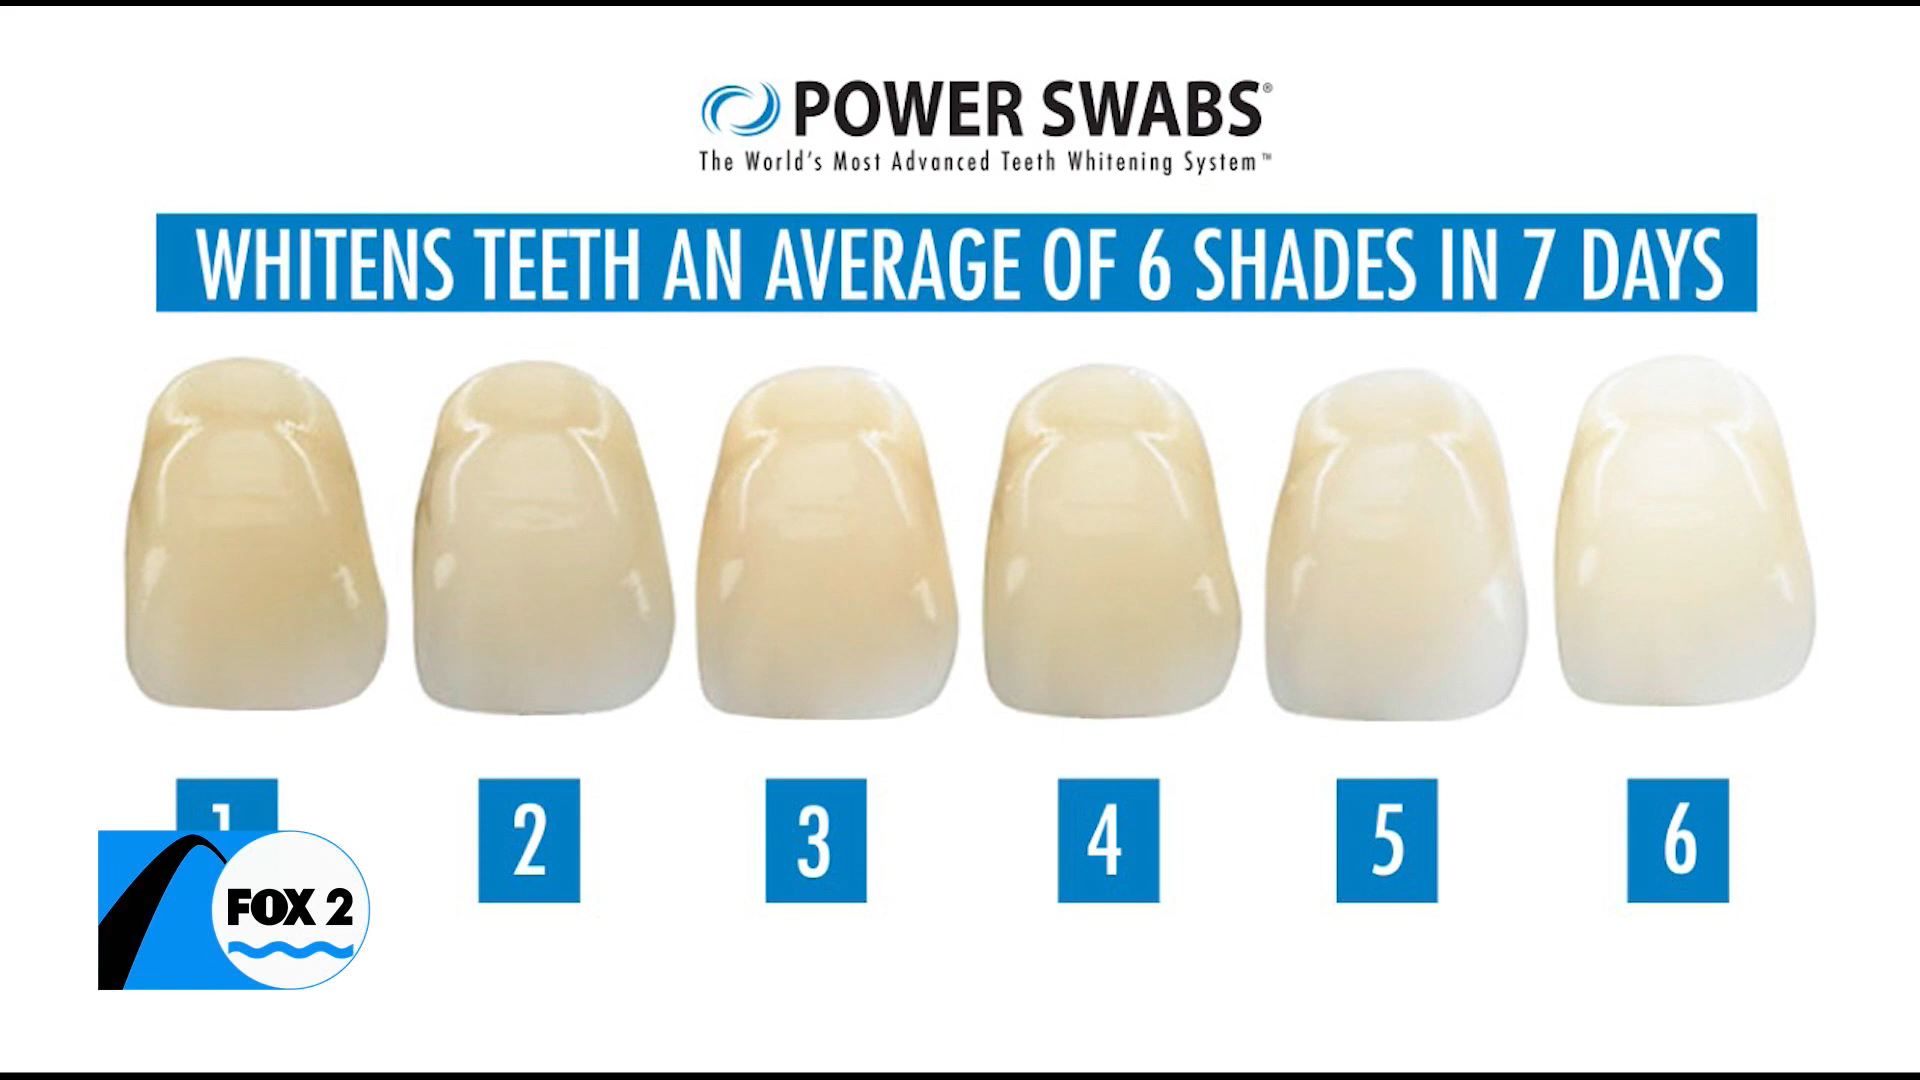 POWER SWABS®
The World's Most Advanced Teeth Whitening System™
WHITENS TEETH AN AVERAGE OF 6 SHADES IN 7 DAYS
1 2 3 4 5 6
FOX 2